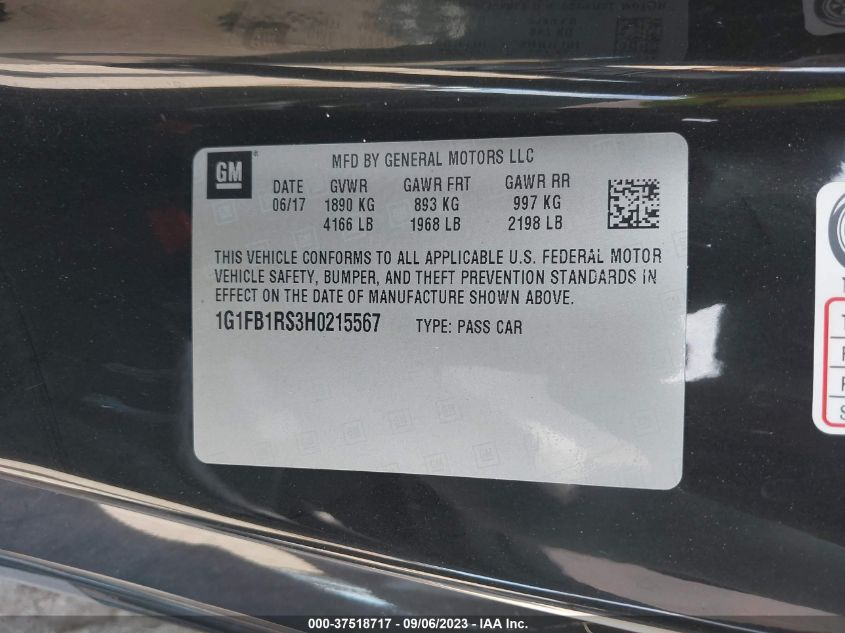 GM ®
MFD BY GENERAL MOTORS LLC
DATE GVWR GAWR FRT GAWR RR
06/17 1890 KG 893 KG 997 KG
4166 LB 1968 LB 2198 LB
THIS VEHICLE CONFORMS TO ALL APPLICABLE U.S. FEDERAL MOTOR
VEHICLE SAFETY, BUMPER, AND THEFT PREVENTION STANDARDS IN
EFFECT ON THE DATE OF MANUFACTURE SHOWN ABOVE.
1G1FB1RS3H0215567 TYPE: PASS CAR
000-37518717 - 09/06/2023 - IAA Inc.